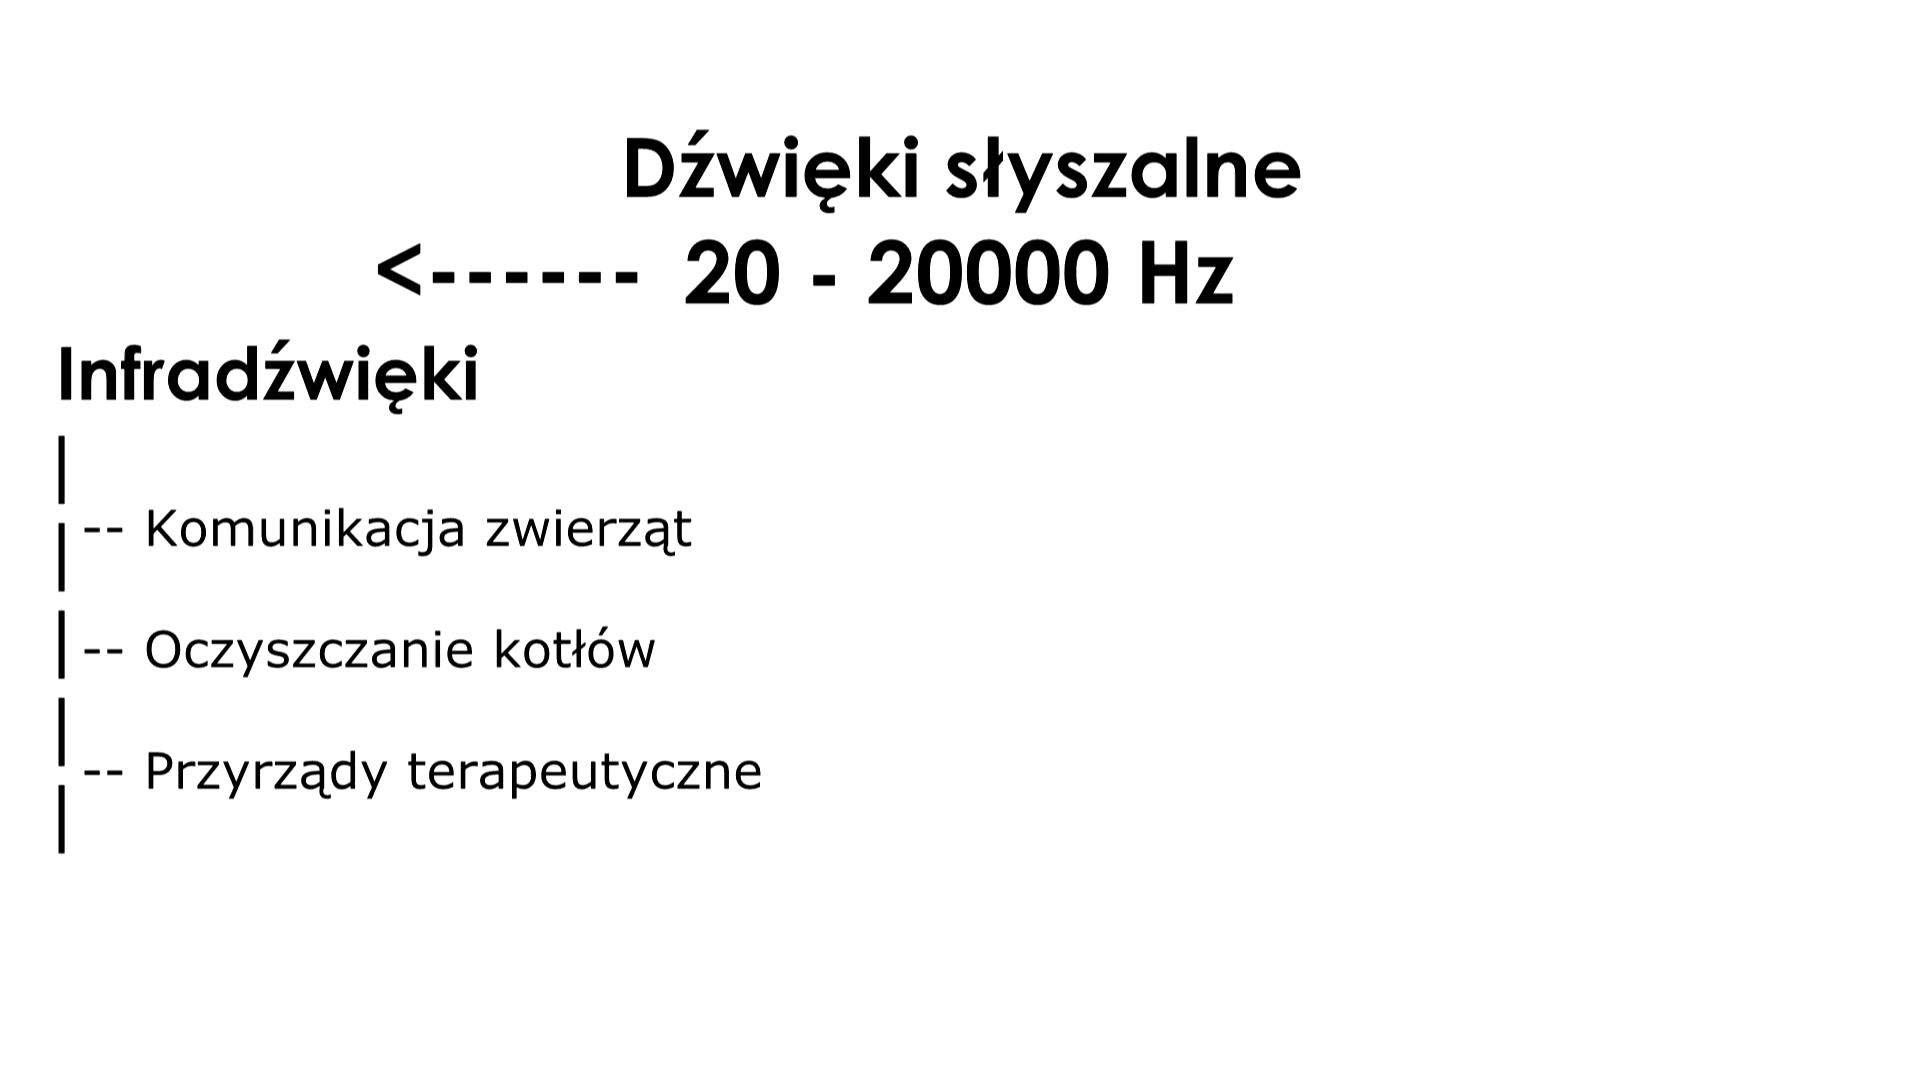 Dźwięki słyszalne
<------ 20 - 20000 Hz
Infradźwięki
|
|-- Komunikacja zwierząt
|-- Oczyszczanie kotłów
|-- Przyrządy terapeutyczne
|